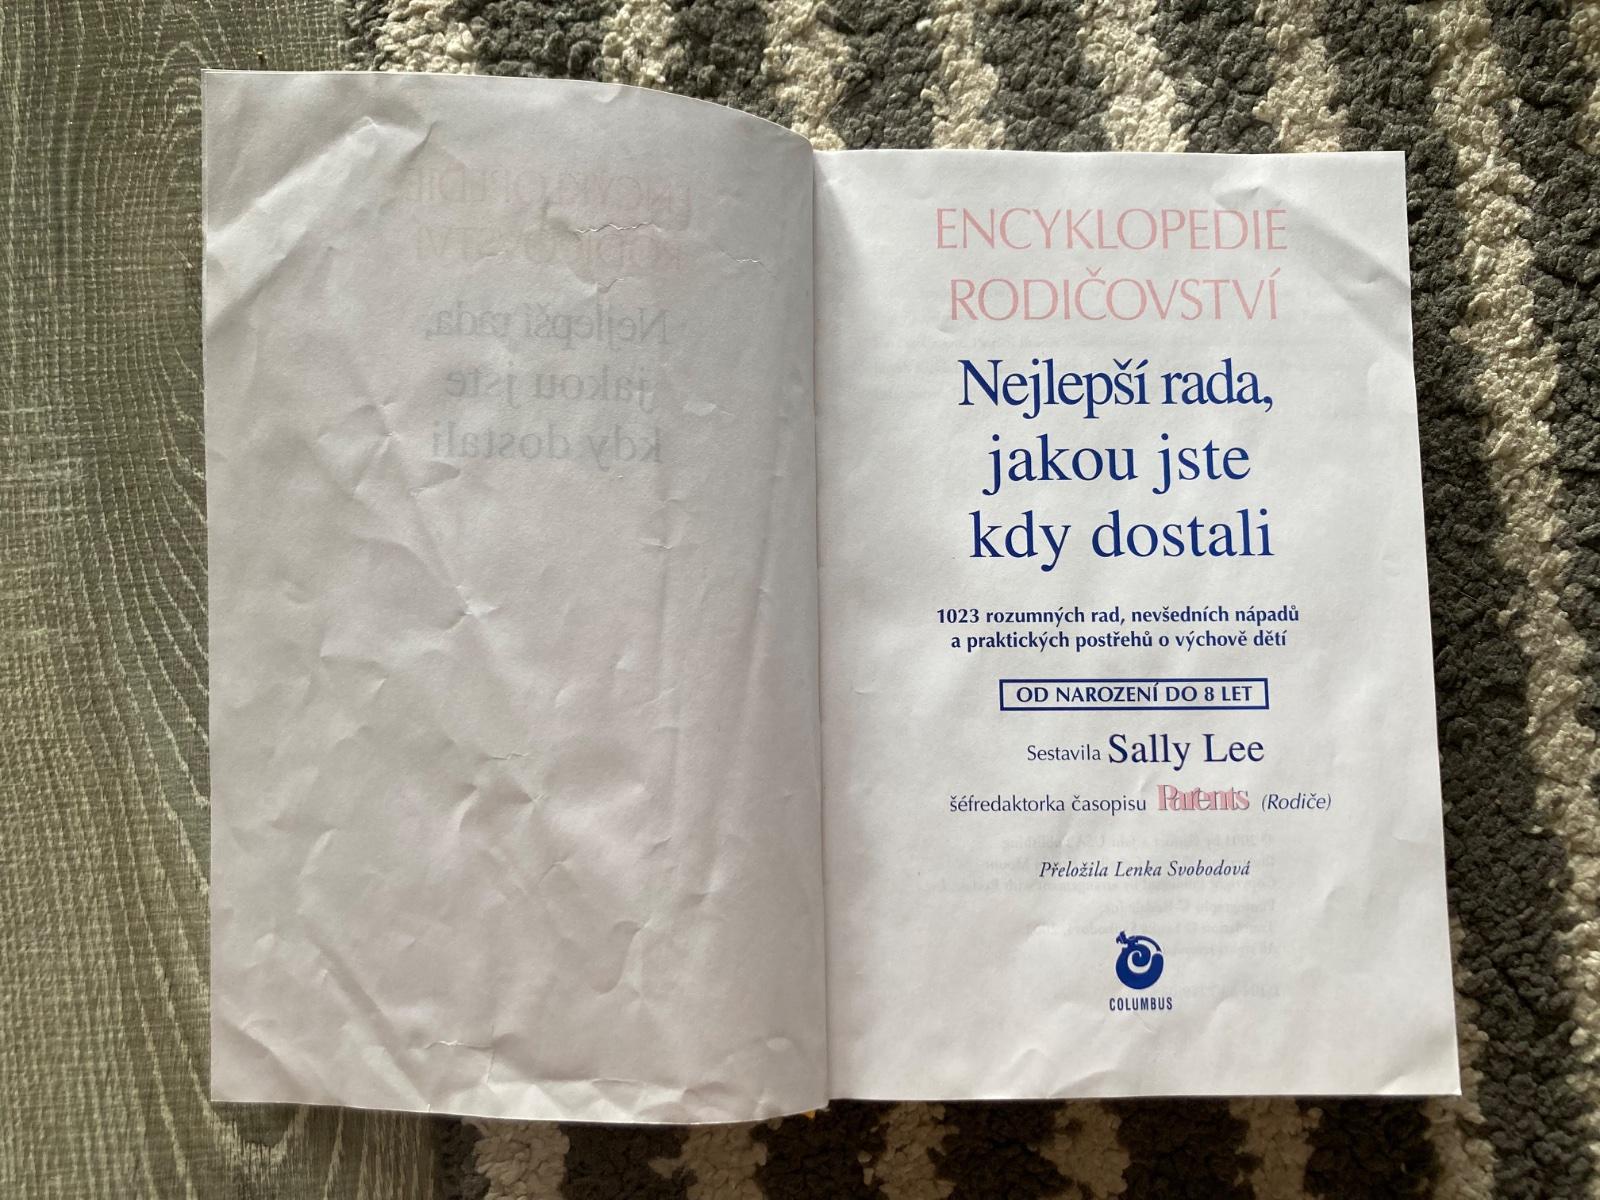 ENCYKLOPEDIE
RODIČOVSTVÍ
Nejlepší rada,
jakou jste
kdy dostali
1023 rozumných rad, nevšedních nápadů
a praktických postřehů o výchově dětí
OD NAROZENÍ DO 8 LET
Sestavila Sally Lee
šéfredaktorka časopisu Parents (Rodiče)
Přeložila Lenka Svobodová
COLUMBUS